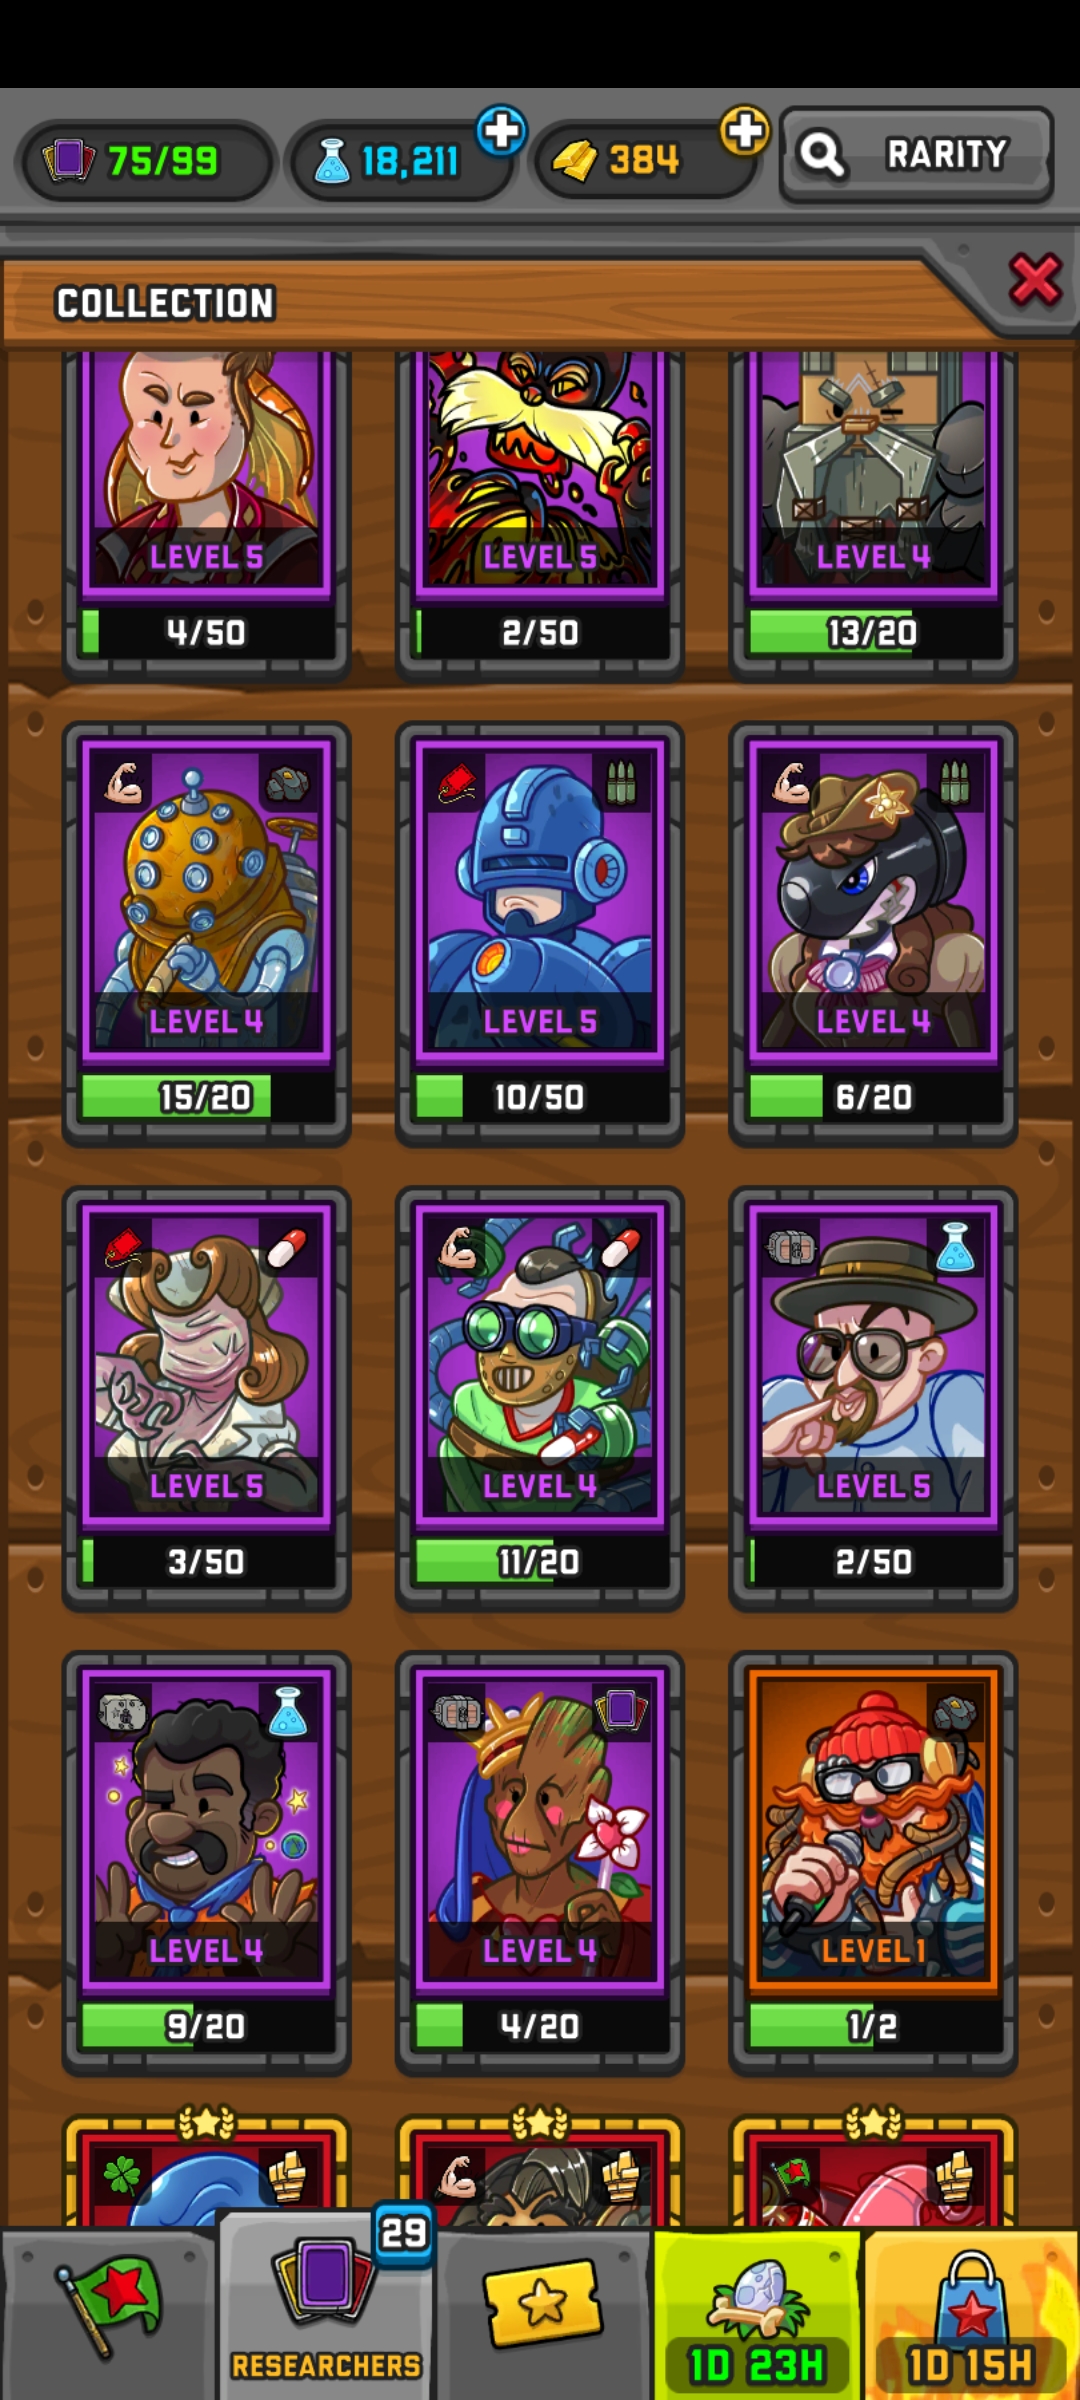 75/99 18,211 384 RARITY
COLLECTION
LEVEL 5 LEVEL 5 LEVEL 4
4/50 2/50 13/20
LEVEL 4 LEVEL 5 LEVEL 4
15/20 10/50 6/20
LEVEL 5 LEVEL 4 LEVEL 5
3/50 11/20 2/50
LEVEL 4 LEVEL 4 LEVEL 1
9/20 4/20 1/2
29
RESEARCHERS 1D 23H 1D 15H